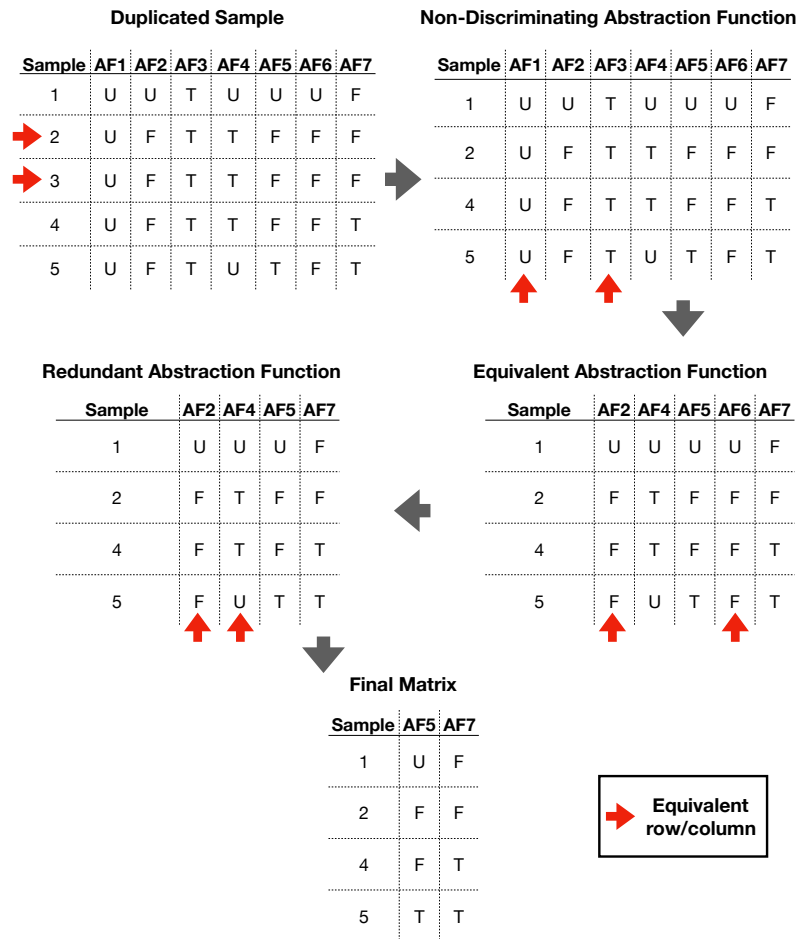 Duplicated Sample
Sample AF1 AF2 AF3 AF4 AF5 AF6 AF7
1 U U T U U U F
2 U F T T F F F
3 U F T T F F F
4 U F T T F F T
5 U F T U T F T
Non-Discriminating Abstraction Function
Sample AF1 AF2 AF3 AF4 AF5 AF6 AF7
1 U U T U U U F
2 U F T T F F F
4 U F T T F F T
5 U F T U T F T
Equivalent Abstraction Function
Sample AF2 AF4 AF5 AF6 AF7
1 U U U U F
2 F T F F F
4 F T F F T
5 F U T F T
Redundant Abstraction Function
Sample AF2 AF4 AF5 AF7
1 U U U F
2 F T F F
4 F T F T
5 F U T T
Final Matrix
Sample AF5 AF7
1 U F
2 F F
4 F T
5 T T
Equivalent
row/column